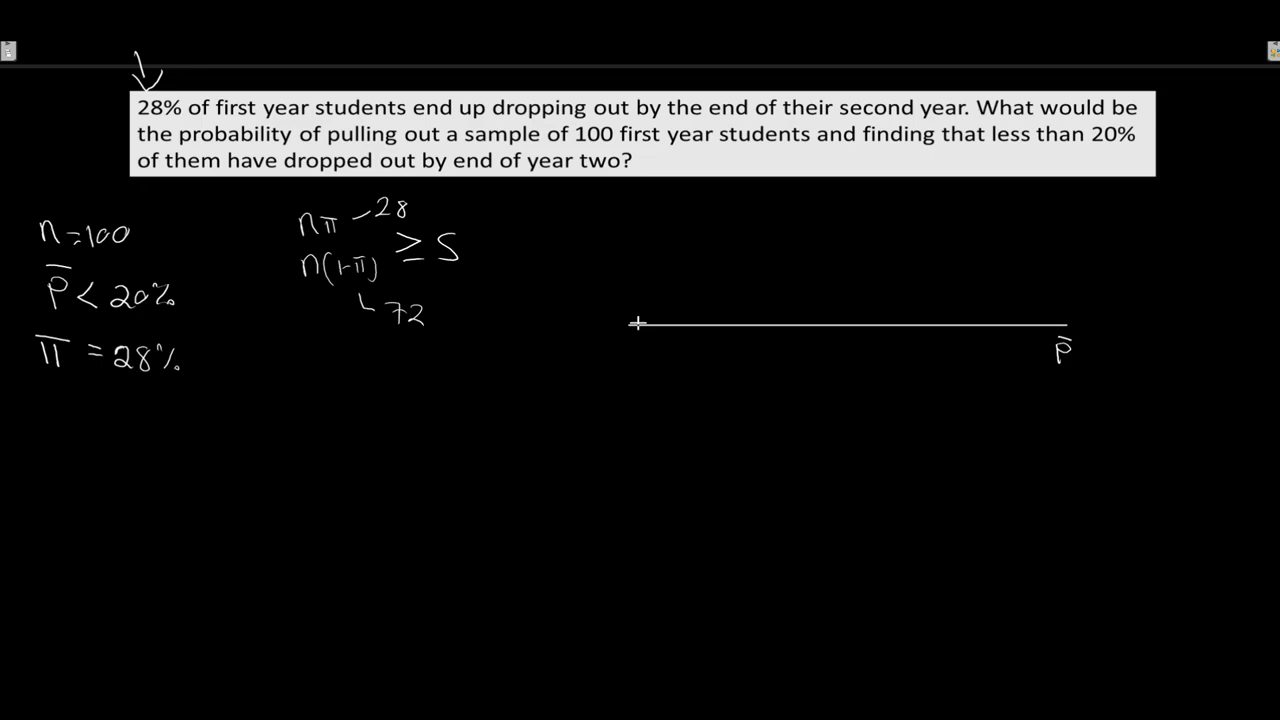 28% of first year students end up dropping out by the end of their second year. What would be
the probability of pulling out a sample of 100 first year students and finding that less than 20%
of them have dropped out by end of year two?
n=100
p̅ < 20%
π = 28%
nπ - 28
n(1-π) ≥ 5
72
p̅